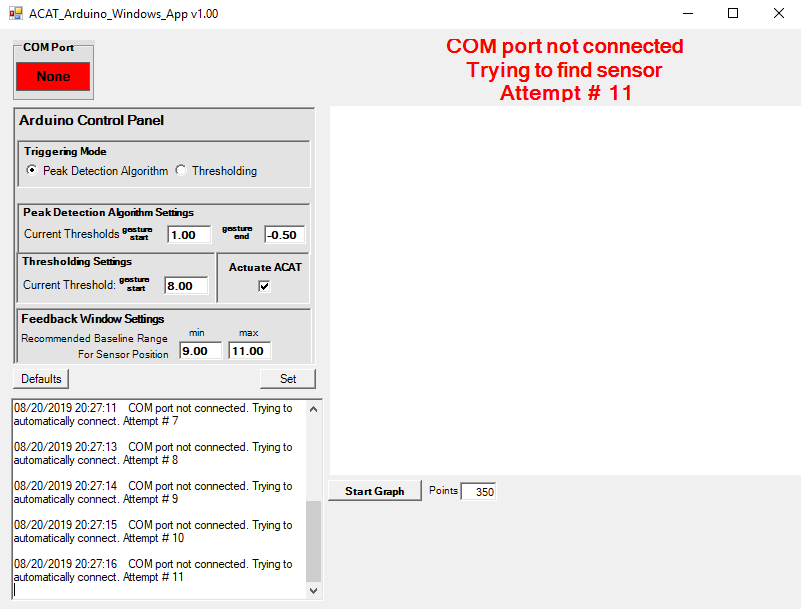 ACAT_Arduino_Windows_App v1.00
COM Port
None
COM port not connected
Trying to find sensor
Attempt # 11
Arduino Control Panel
Triggering Mode
Peak Detection Algorithm Thresholding
Peak Detection Algorithm Settings
Current Thresholds gesture start 1.00 gesture end -0.50
Thresholding Settings
Current Threshold: gesture start 8.00
Actuate ACAT
Feedback Window Settings
min max
Recommended Baseline Range
For Sensor Position 9.00 11.00
Defaults Set
08/20/2019 20:27:11 COM port not connected. Trying to
automatically connect. Attempt # 7
08/20/2019 20:27:13 COM port not connected. Trying to
automatically connect. Attempt # 8
08/20/2019 20:27:14 COM port not connected. Trying to
automatically connect. Attempt # 9
08/20/2019 20:27:15 COM port not connected. Trying to
automatically connect. Attempt # 10
08/20/2019 20:27:16 COM port not connected. Trying to
automatically connect. Attempt # 11
Start Graph Points 350